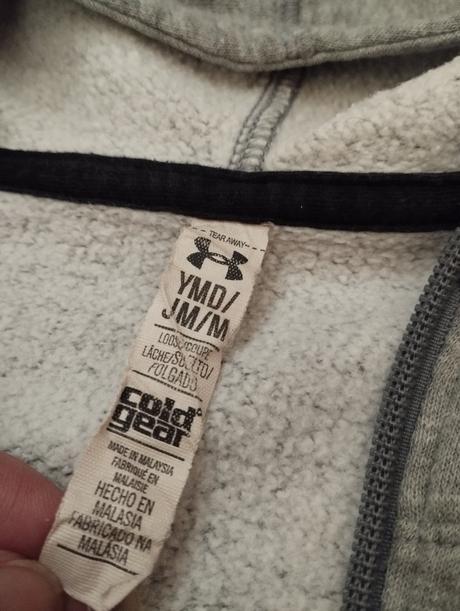 TEAR AWAY
YMD/
JM/M
LOOSE/COUPE
LÂCHE/SUELTO/
FOLGADO
cold
gear
MADE IN MALAYSIA
FABRIQUÉ EN
MALAISIE
HECHO EN
MALASIA
FABRICADO NA
MALÁSIA